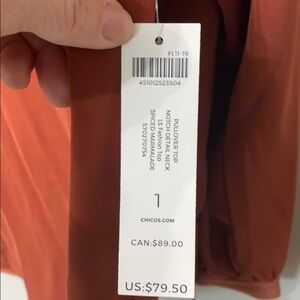 FL11-19
451012523504
PULLOVER TOP
NOTCH DETAIL NECK
LS Fashion Top
SPICED MARMALADE
570270754
1
CHICOS.COM
CAN:$89.00
US:$79.50